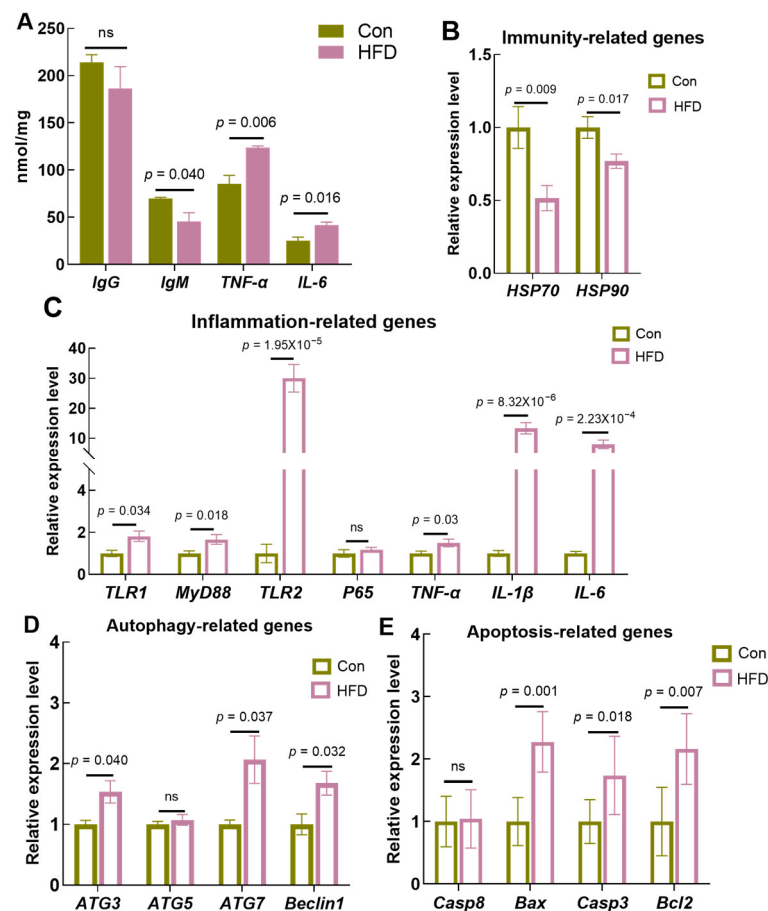 A
Con
HFD
nmol/mg
250
200
150
100
50
0
ns
p = 0.040
p = 0.006
p = 0.016
IgG
IgM
TNF-α
IL-6
B
Immunity-related genes
Con
HFD
Relative expression level
1.5
1.0
0.5
0.0
p = 0.009
p = 0.017
HSP70
HSP90
C
Inflammation-related genes
Con
HFD
Relative expression level
40
30
20
10
4
2
0
p = 0.034
p = 0.018
p = 1.95X10⁻⁵
ns
p = 0.03
p = 8.32X10⁻⁶
p = 2.23X10⁻⁴
TLR1
MyD88
TLR2
P65
TNF-α
IL-1β
IL-6
D
Autophagy-related genes
Con
HFD
Relative expression level
4
3
2
1
0
p = 0.040
ns
p = 0.037
p = 0.032
ATG3
ATG5
ATG7
Beclin1
E
Apoptosis-related genes
Con
HFD
Relative expression level
4
3
2
1
0
ns
p = 0.001
p = 0.018
p = 0.007
Casp8
Bax
Casp3
Bcl2